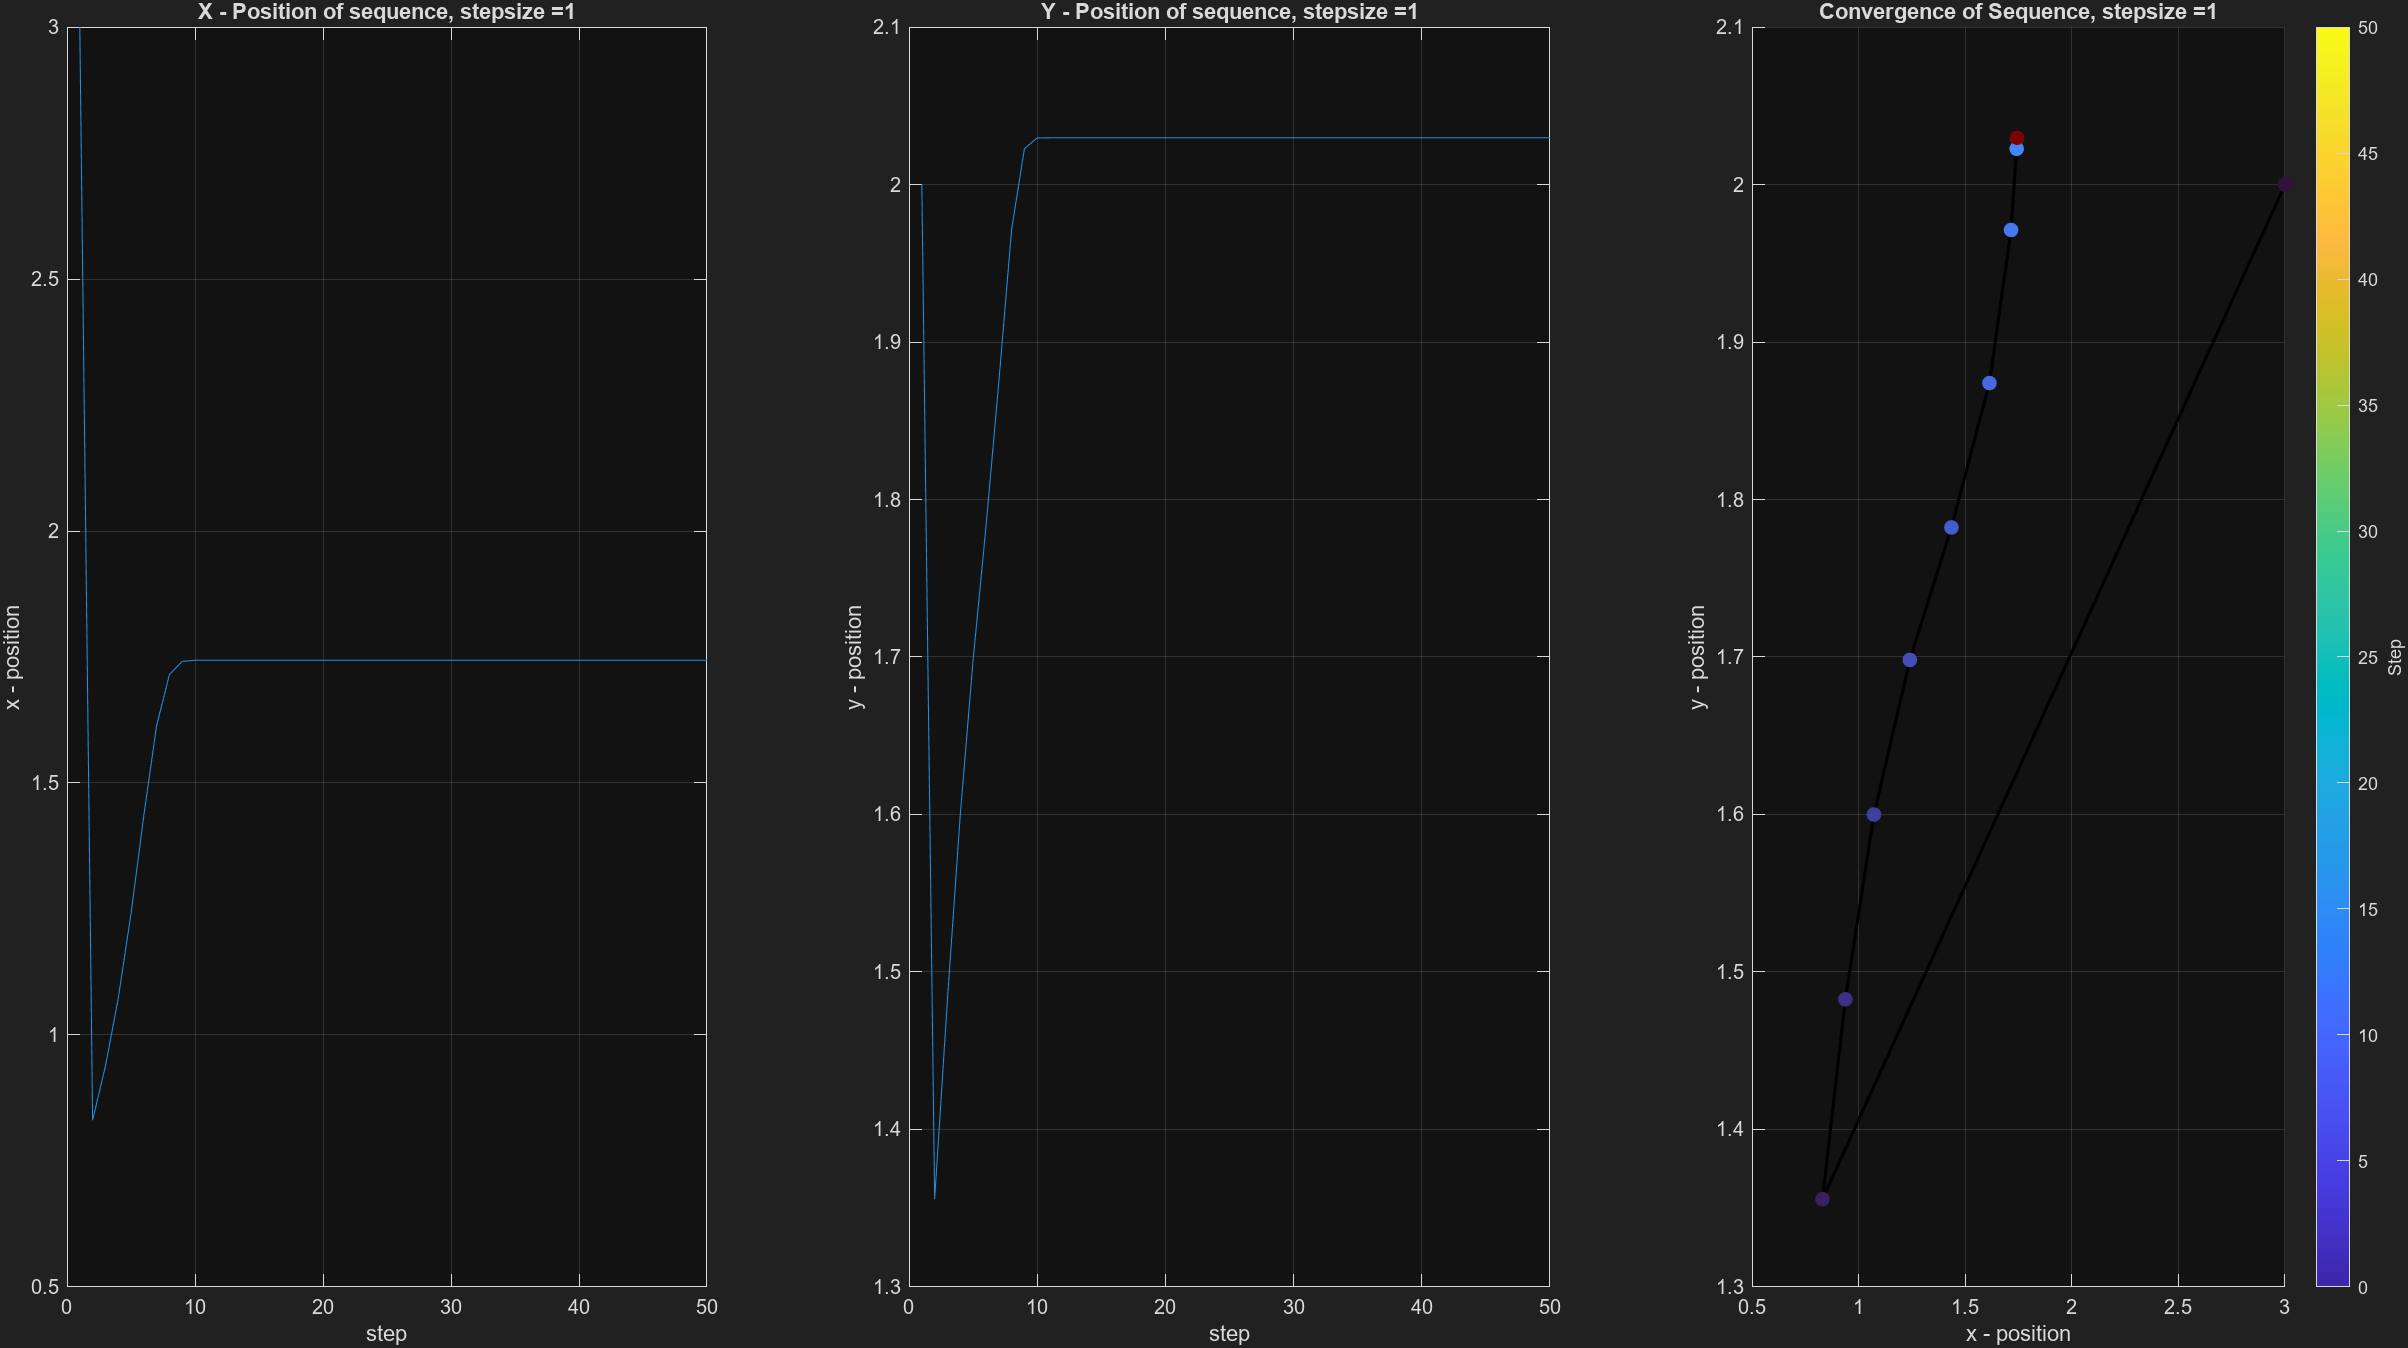 X - Position of sequence, stepsize =1
3
2.5
2
1.5
1
0.5
0 10 20 30 40 50
x - position
step
Y - Position of sequence, stepsize =1
2.1
2
1.9
1.8
1.7
1.6
1.5
1.4
1.3
0 10 20 30 40 50
y - position
step
Convergence of Sequence, stepsize =1
2.1
2
1.9
1.8
1.7
1.6
1.5
1.4
1.3
0.5 1 1.5 2 2.5 3
y - position
x - position
50
45
40
35
30
25
20
15
10
5
0
Step